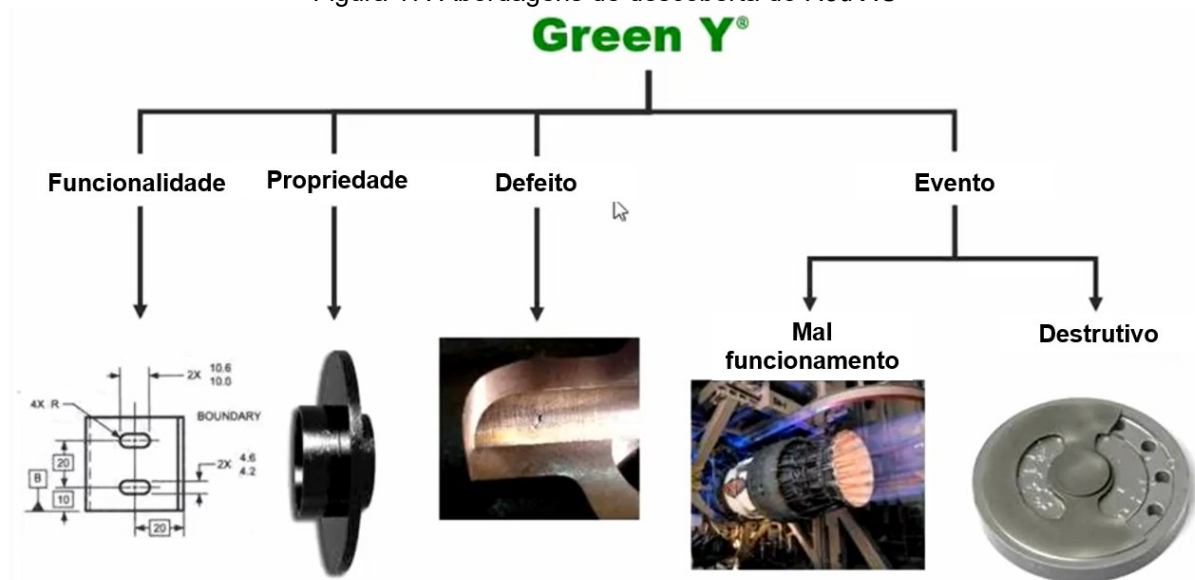 Green Y®
Funcionalidade
Propriedade
Defeito
Evento
Mal
funcionamento
Destrutivo
2X 10.6
10.0
4X R
BOUNDARY
20
2X 4.6
4.2
B
10
20